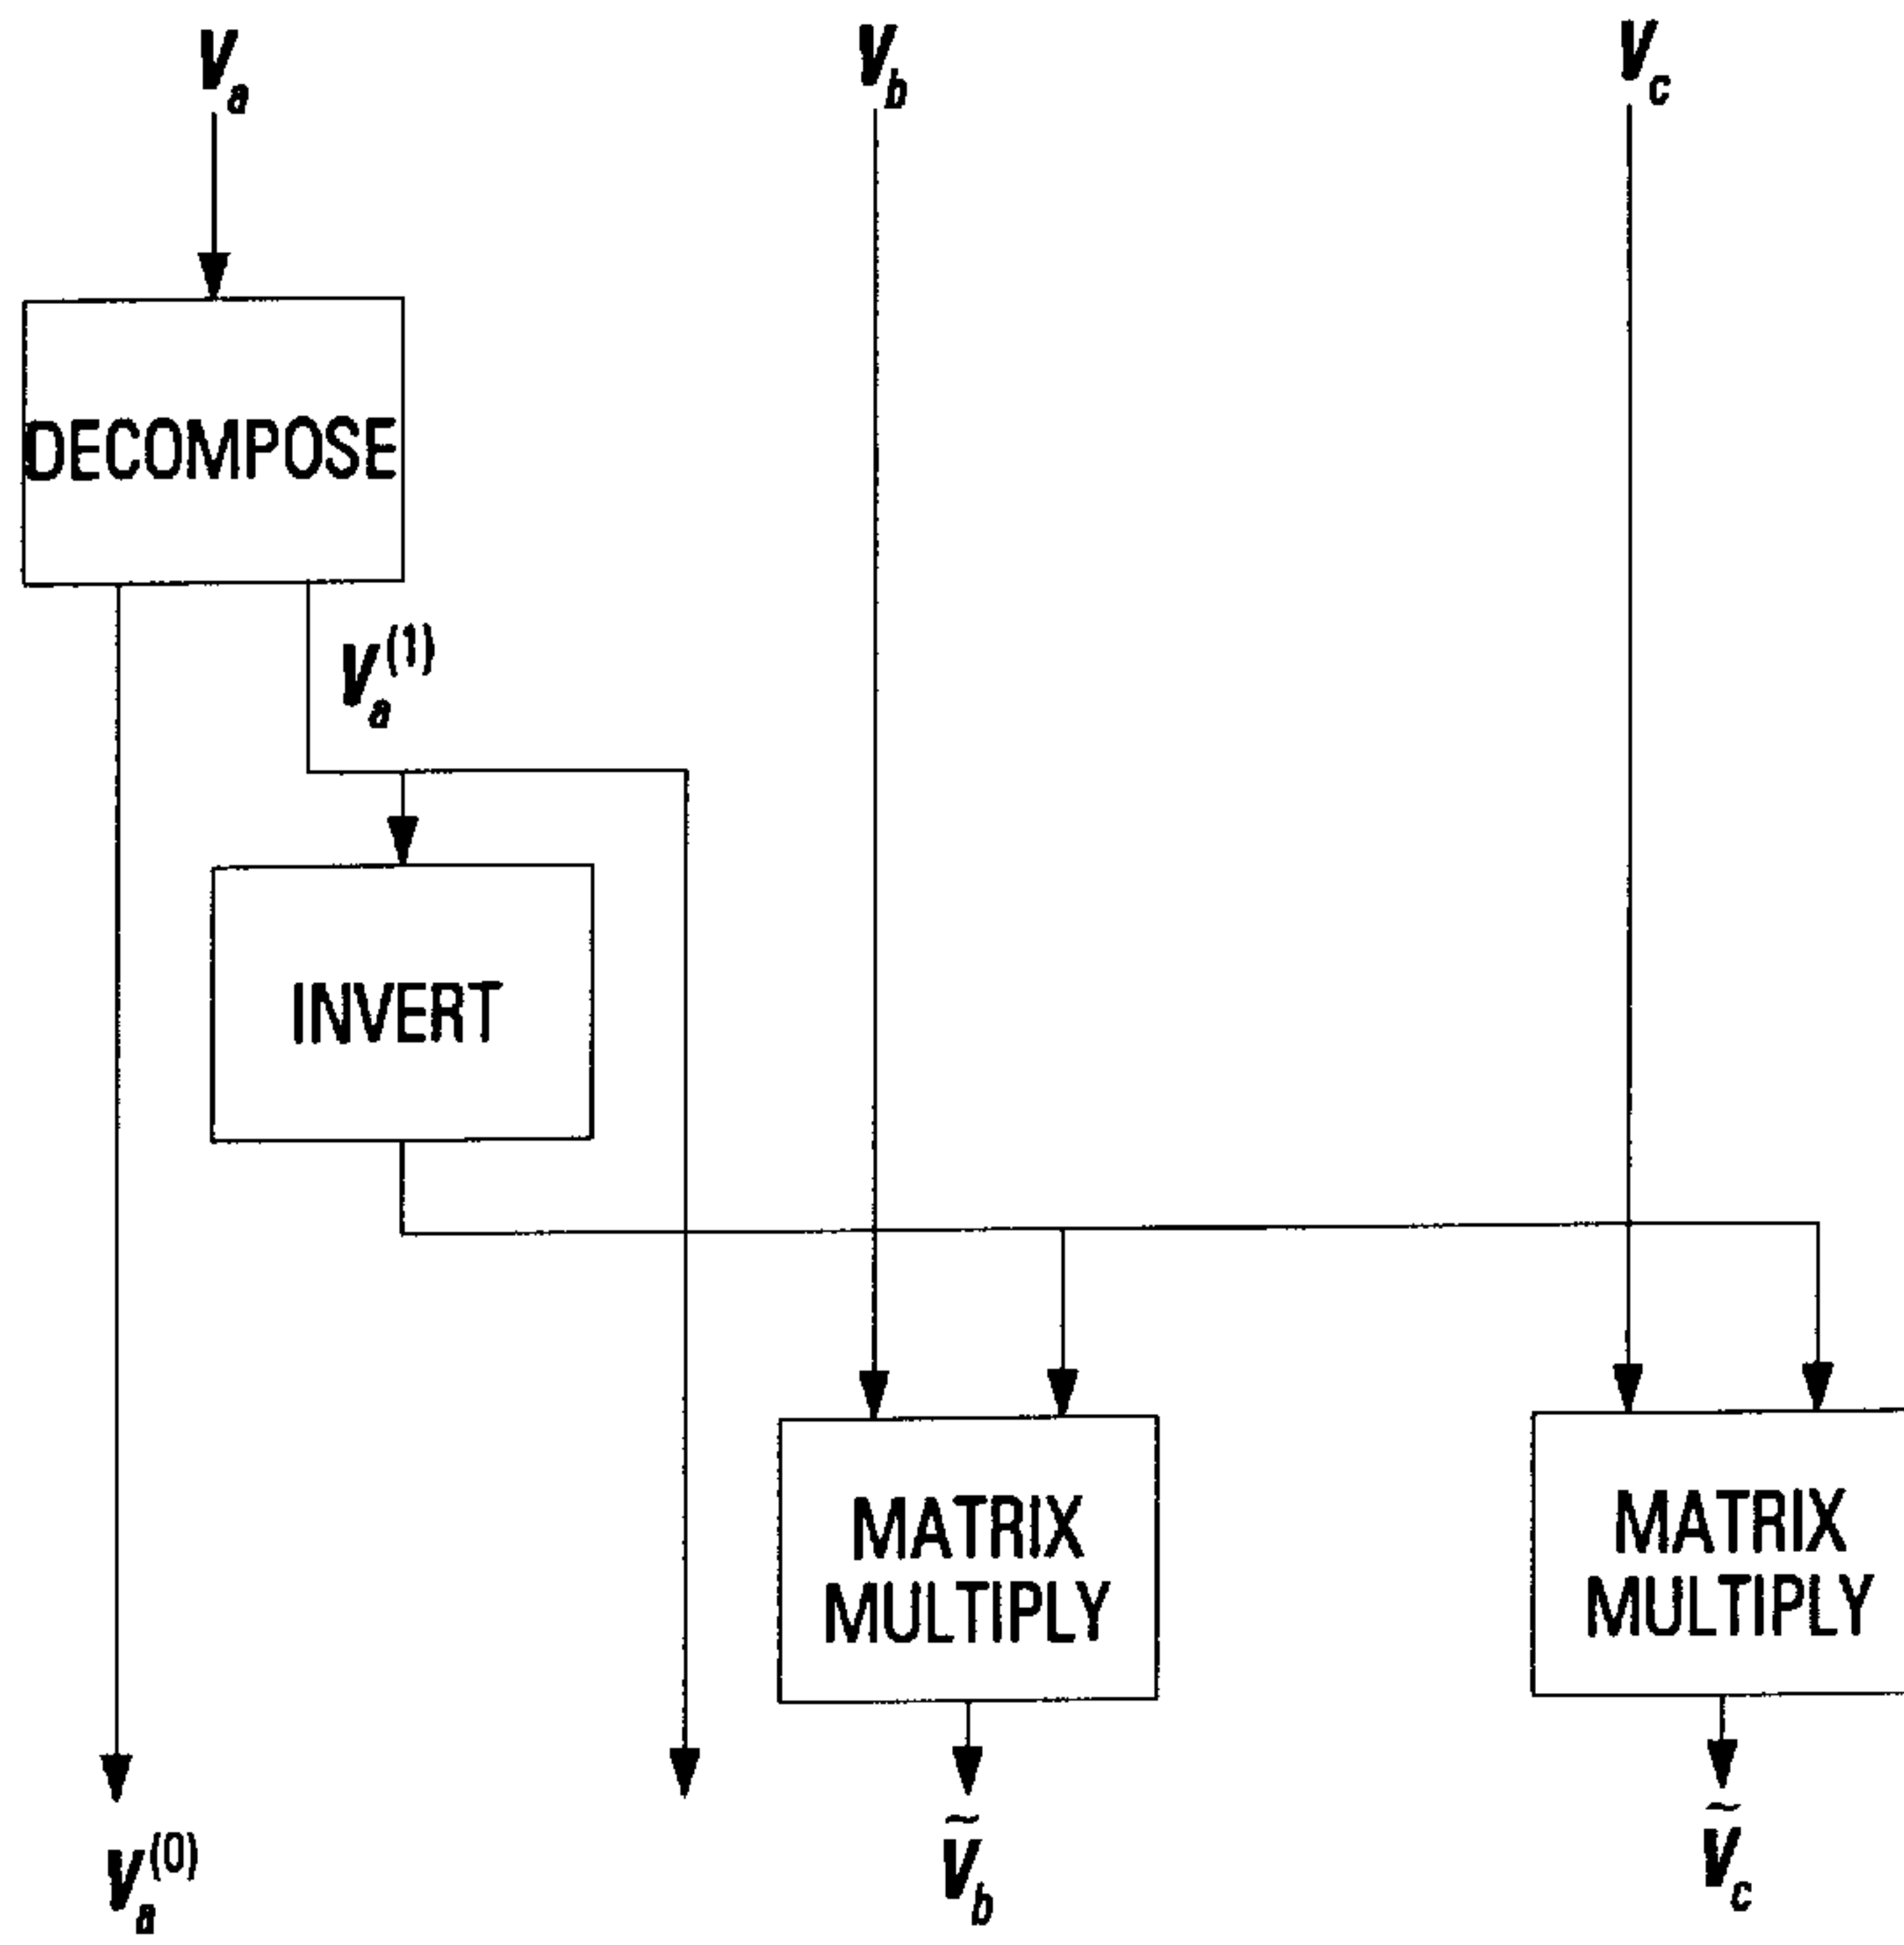 V_a
V_b
V_c
DECOMPOSE
V_a^(1)
INVERT
MATRIX
MULTIPLY
MATRIX
MULTIPLY
V_a^(0)
Ṽ_b
Ṽ_c